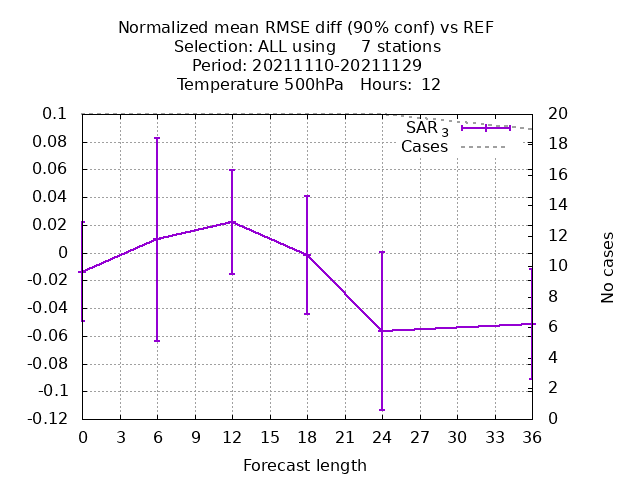 Normalized mean RMSE diff (90% conf) vs REF
Selection: ALL using 7 stations
Period: 20211110-20211129
Temperature 500hPa Hours: 12
SAR 3
Cases
0.1
0.08
0.06
0.04
0.02
0
-0.02
-0.04
-0.06
-0.08
-0.1
-0.12
20
18
16
14
12
10
8
6
4
2
0
No cases
0 3 6 9 12 15 18 21 24 27 30 33 36
Forecast length